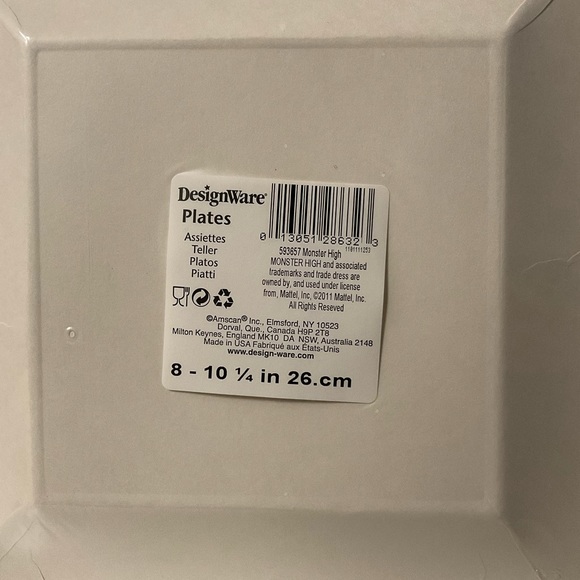 DesignWare®
Plates
Assiettes
Teller
Platos
Piatti
0 13051 28632 3
1101111253
593657 Monster High
MONSTER HIGH and associated
trademarks and trade dress are
owned by, and used under license
from, Mattel, Inc, ©2011 Mattel, Inc.
All Rights Reserved
©Amscan® Inc., Elmsford, NY 10523
Dorval, Que., Canada H9P 2T8
Milton Keynes, England MK10 DA NSW, Australia 2148
Made in USA Fabriqué aux États-Unis
www.design-ware.com
8 - 10 ¼ in 26.cm